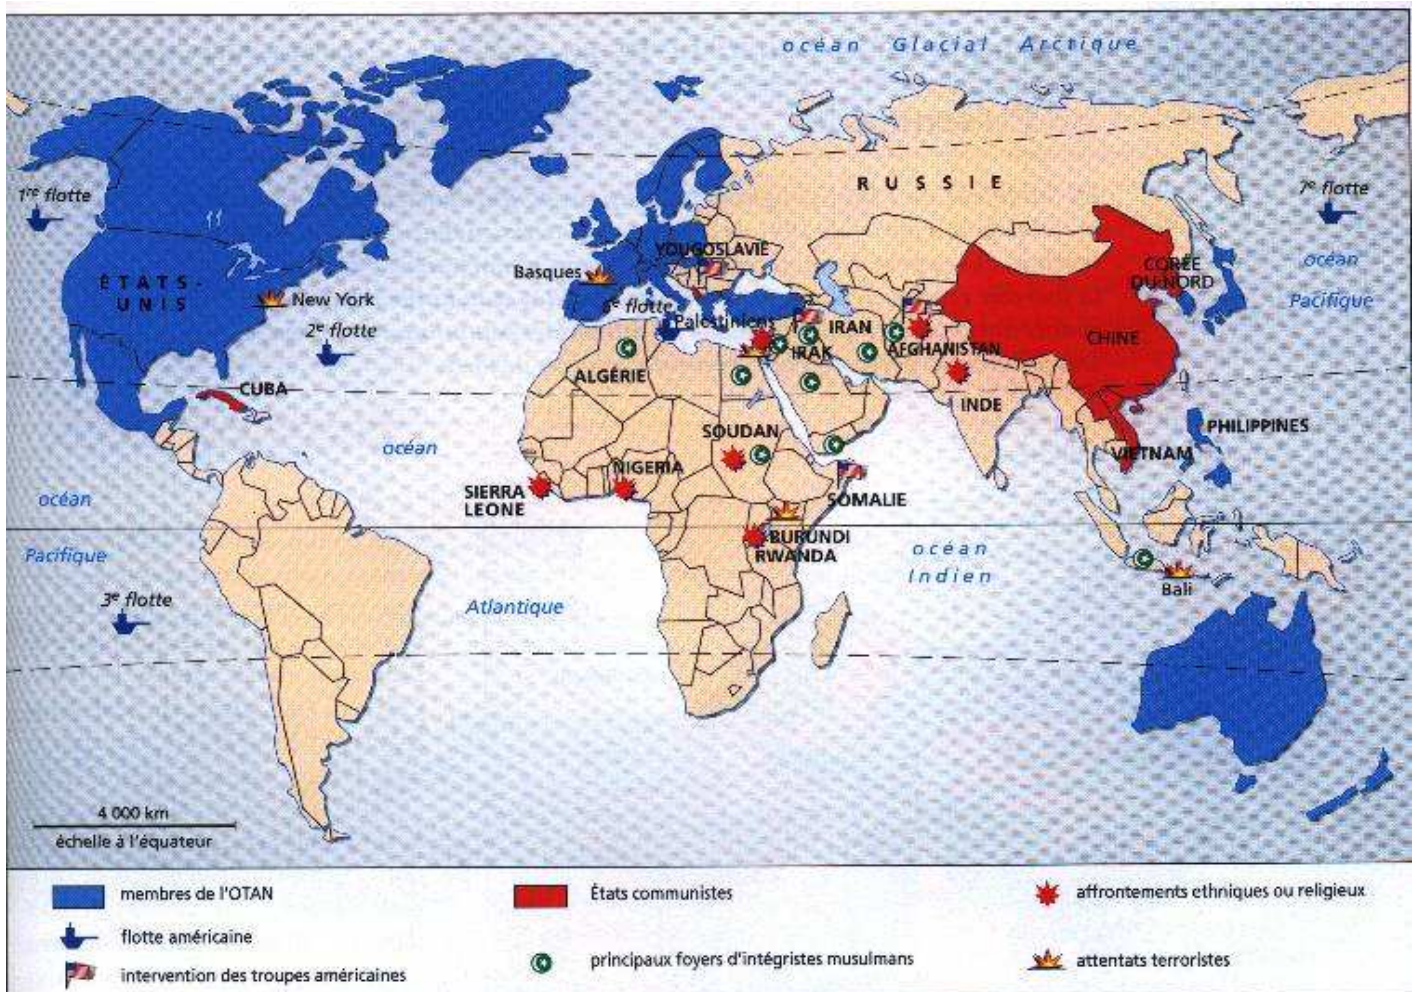 océan Glacial Arctique
1re flotte
RUSSIE
7e flotte
YOUGOSLAVIE
Basques
CORÉE
DU NORD
océan
Pacifique
ÉTATS-
UNIS
New York
6e flotte
2e flotte
Palestiniens
IRAN
IRAK
AFGHANISTAN
CHINE
ALGÉRIE
CUBA
INDE
SOUDAN
PHILIPPINES
océan
VIETNAM
NIGERIA
SIERRA
LEONE
SOMALIE
océan
Pacifique
BURUNDI
RWANDA
océan
Indien
Bali
3e flotte
Atlantique
4 000 km
échelle à l'équateur
membres de l'OTAN
flotte américaine
intervention des troupes américaines
États communistes
principaux foyers d'intégristes musulmans
affrontements ethniques ou religieux
attentats terroristes